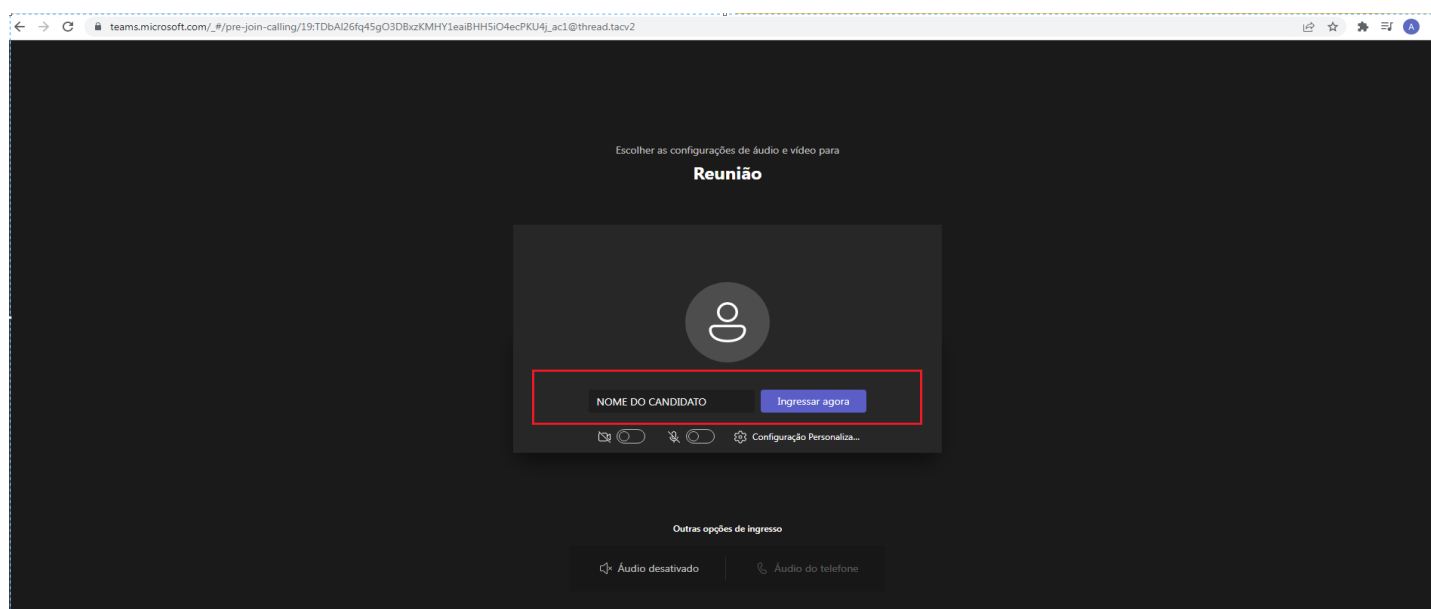 teams.microsoft.com/_#/pre-join-calling/19:TDbAI26fq45gO3DBxzKMHY1eaiBHH5iO4ecPKU4j_ac1@thread.tacv2
A
Escolher as configurações de áudio e vídeo para
Reunião
NOME DO CANDIDATO Ingressar agora
Configuração Personaliza...
Outras opções de ingresso
Áudio desativado Áudio do telefone